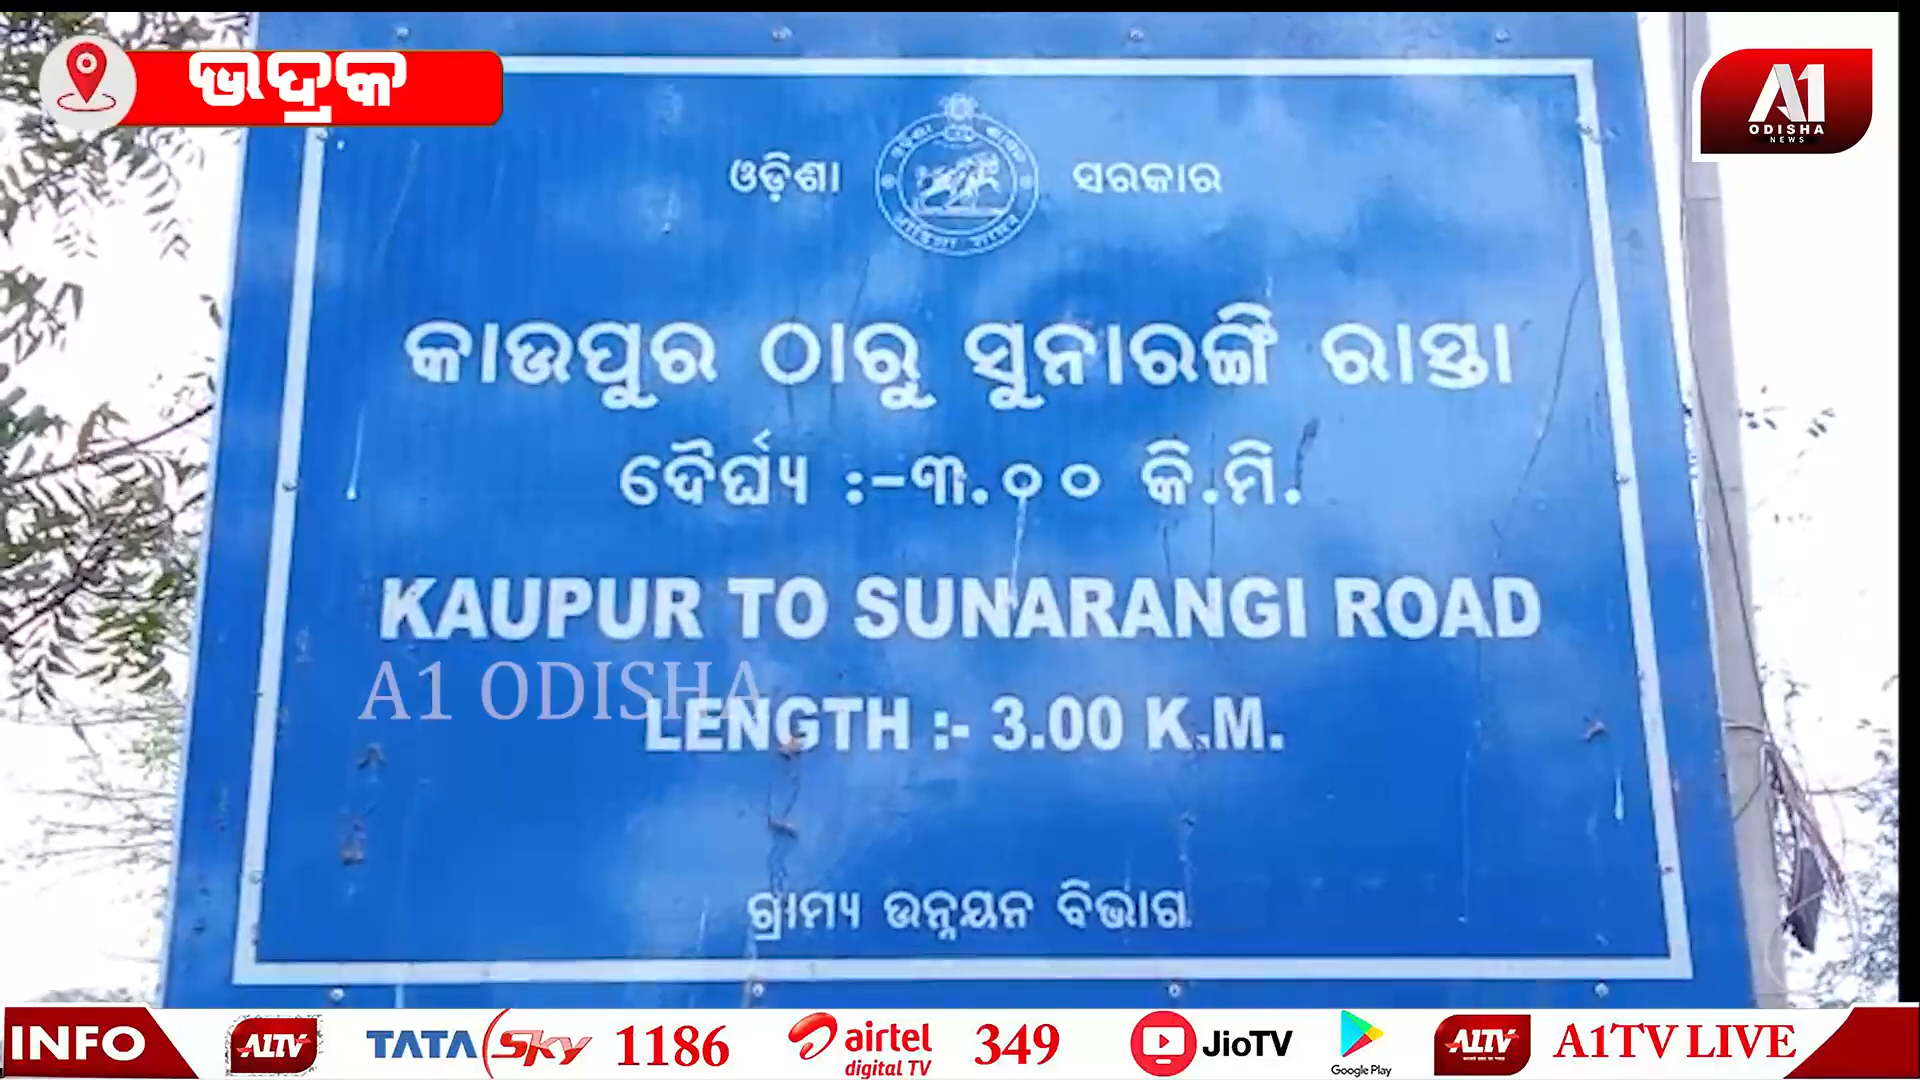 ଭଦ୍ରକ
A1
ODISHA
NEWS
ଓଡ଼ିଶା ସରକାର
କାଉପୁର ଠାରୁ ସୁନାରଙ୍ଗି ରାସ୍ତା
ଦୈର୍ଘ୍ୟ :-୩.୦୦ କି.ମି.
KAUPUR TO SUNARANGI ROAD
A1 ODISHA
LENGTH :- 3.00 K.M.
ଗ୍ରାମ୍ୟ ଉନ୍ନୟନ ବିଭାଗ
INFO A1TV TATA Sky 1186 airtel digital TV 349 JioTV Google Play A1TV A1TV LIVE